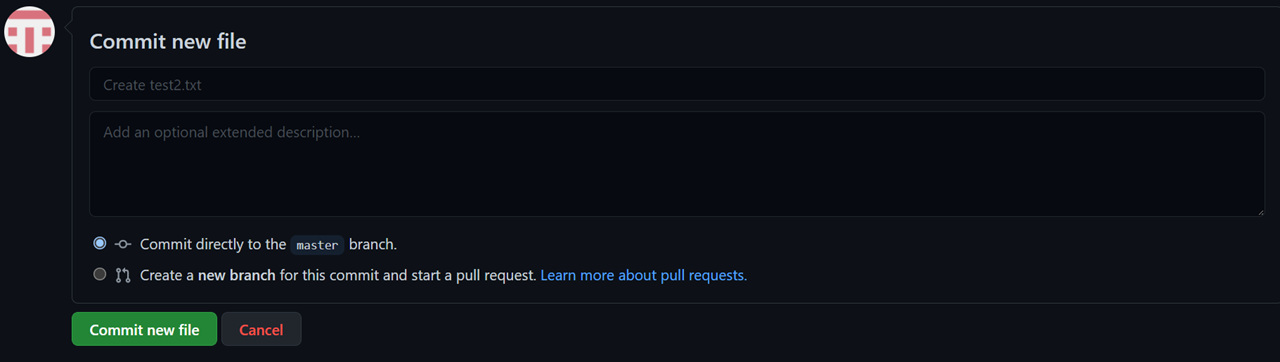 Commit new file
Create test2.txt
Add an optional extended description...
Commit directly to the master branch.
Create a new branch for this commit and start a pull request. Learn more about pull requests.
Commit new file Cancel